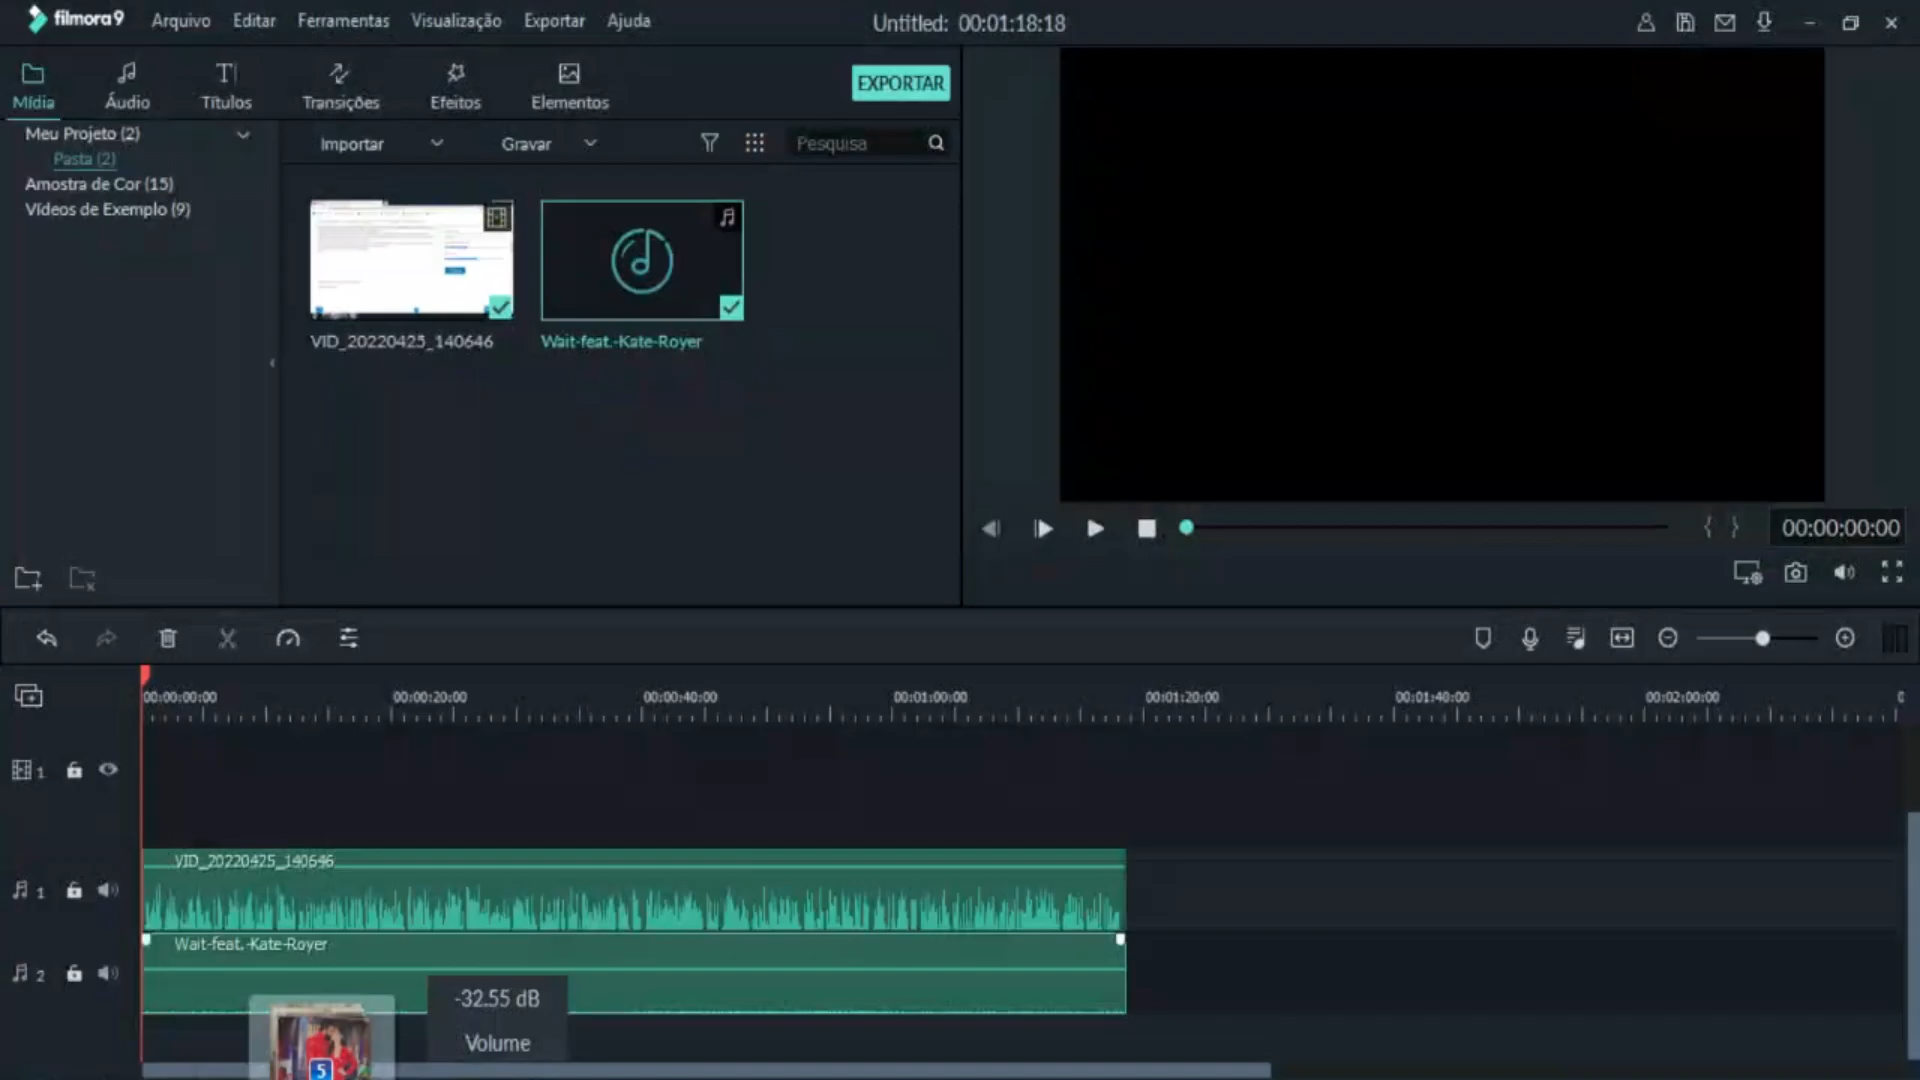 filmora9 Arquivo Editar Ferramentas Visualização Exportar Ajuda Untitled: 00:01:18:18
Mídia Áudio Títulos Transições Efeitos Elementos EXPORTAR
Meu Projeto (2)
Pasta (2)
Amostra de Cor (15)
Vídeos de Exemplo (9)
Importar Gravar Pesquisa
VID_20220425_140646 Wait-feat.-Kate-Royer
00:00:00:00
00:00:00:00 00:00:20:00 00:00:40:00 00:01:00:00 00:01:20:00 00:01:40:00 00:02:00:00
1
VID_20220425_140646
1
Wait-feat.-Kate-Royer
2
-32.55 dB
Volume
5